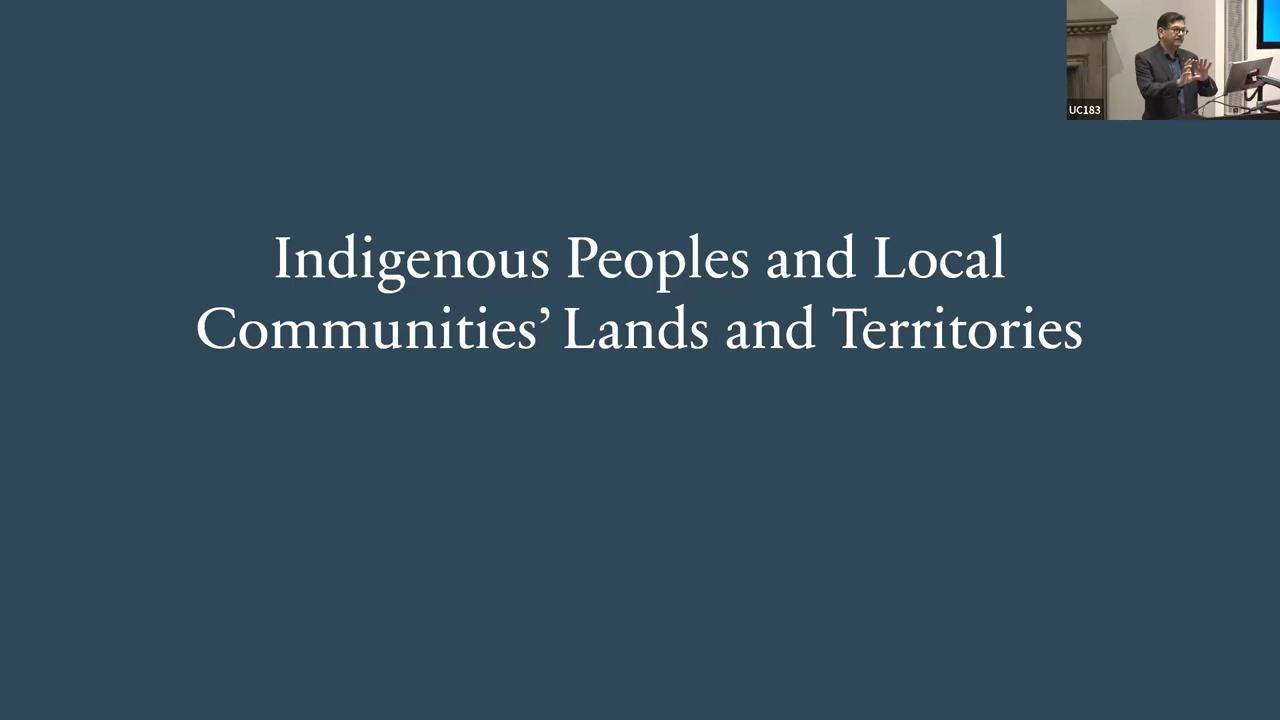 UC183
Indigenous Peoples and Local
Communities’ Lands and Territories